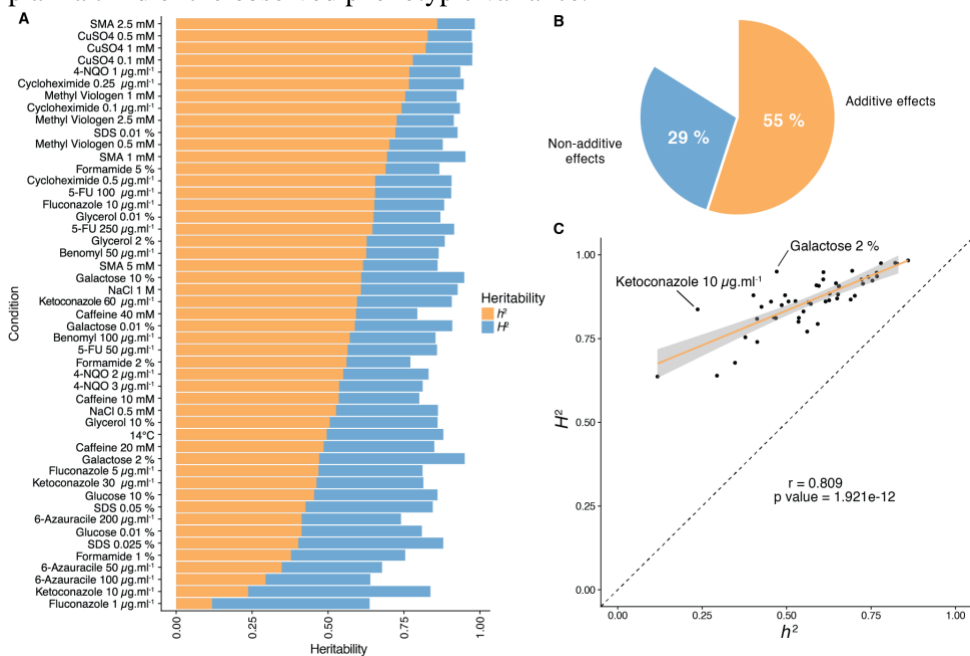 A
SMA 2.5 mM
CuSO4 0.5 mM
CuSO4 1 mM
CuSO4 0.1 mM
4-NQO 1 µg.ml⁻¹
Cycloheximide 0.25 µg.ml⁻¹
Methyl Viologen 1 mM
Cycloheximide 0.1 µg.ml⁻¹
Methyl Viologen 2.5 mM
SDS 0.01 %
Methyl Viologen 0.5 mM
SMA 1 mM
Formamide 5 %
Cycloheximide 0.5 µg.ml⁻¹
5-FU 100 µg.ml⁻¹
Fluconazole 10 µg.ml⁻¹
Glycerol 0.01 %
5-FU 250 µg.ml⁻¹
Glycerol 2 %
Benomyl 50 µg.ml⁻¹
SMA 5 mM
Galactose 10 %
NaCl 1 M
Ketoconazole 60 µg.ml⁻¹
Caffeine 40 mM
Galactose 0.01 %
Benomyl 100 µg.ml⁻¹
5-FU 50 µg.ml⁻¹
Formamide 2 %
4-NQO 2 µg.ml⁻¹
4-NQO 3 µg.ml⁻¹
Caffeine 10 mM
NaCl 0.5 mM
Glycerol 10 %
14°C
Caffeine 20 mM
Galactose 2 %
Fluconazole 5 µg.ml⁻¹
Ketoconazole 30 µg.ml⁻¹
Glucose 10 %
SDS 0.05 %
6-Azauracile 200 µg.ml⁻¹
Glucose 0.01 %
SDS 0.025 %
Formamide 1 %
6-Azauracile 50 µg.ml⁻¹
6-Azauracile 100 µg.ml⁻¹
Ketoconazole 10 µg.ml⁻¹
Fluconazole 1 µg.ml⁻¹
Condition
0.00
0.25
0.50
0.75
1.00
Heritability
Heritability
h²
H²
B
55 %
Additive effects
29 %
Non-additive
effects
C
Galactose 2 %
Ketoconazole 10 µg.ml⁻¹
1.00
0.75
0.50
0.25
0.00
H²
r = 0.809
p value = 1.921e-12
0.00
0.25
0.50
0.75
1.00
h²